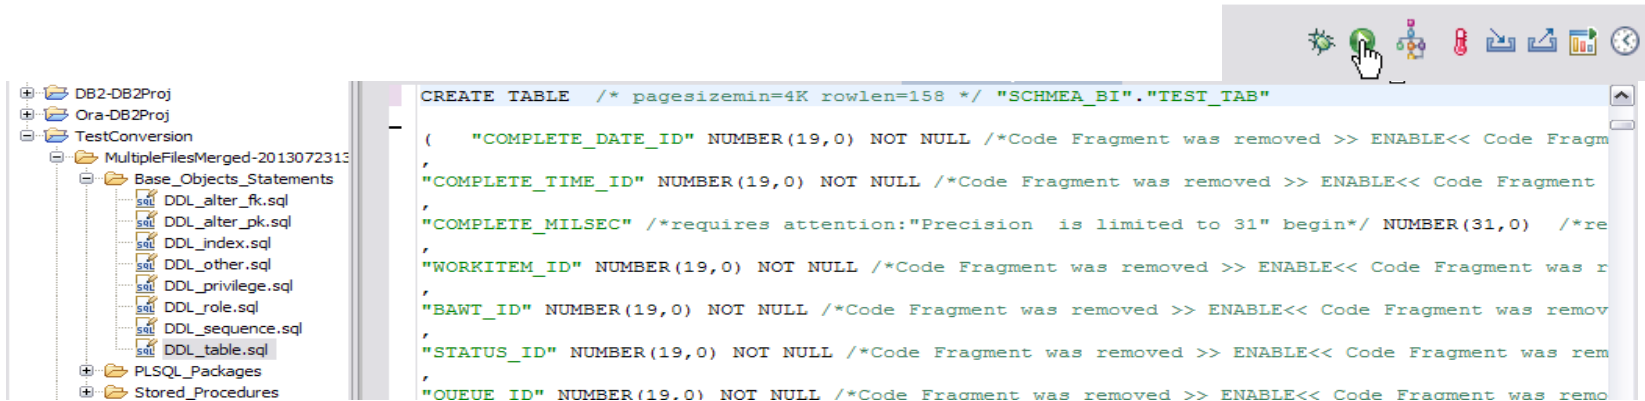 DB2-DB2Proj
Ora-DB2Proj
TestConversion
MultipleFilesMerged-2013072313
Base_Objects_Statements
DDL_alter_fk.sql
DDL_alter_pk.sql
DDL_index.sql
DDL_other.sql
DDL_privilege.sql
DDL_role.sql
DDL_sequence.sql
DDL_table.sql
PLSQL_Packages
Stored_Procedures
CREATE TABLE  /* pagesizemin=4K rowlen=158 */ "SCHMEA_BI"."TEST_TAB"
(   "COMPLETE_DATE_ID" NUMBER(19,0) NOT NULL /*Code Fragment was removed >> ENABLE<< Code Fragm
,
"COMPLETE_TIME_ID" NUMBER(19,0) NOT NULL /*Code Fragment was removed >> ENABLE<< Code Fragment
,
"COMPLETE_MILSEC" /*requires attention:"Precision  is limited to 31" begin*/ NUMBER(31,0)  /*re
,
"WORKITEM_ID" NUMBER(19,0) NOT NULL /*Code Fragment was removed >> ENABLE<< Code Fragment was r
,
"BAWT_ID" NUMBER(19,0) NOT NULL /*Code Fragment was removed >> ENABLE<< Code Fragment was remov
,
"STATUS_ID" NUMBER(19,0) NOT NULL /*Code Fragment was removed >> ENABLE<< Code Fragment was rem
,
"QUEUE_ID" NUMBER(19,0) NOT NULL /*Code Fragment was removed >> ENABLE<< Code Fragment was remo